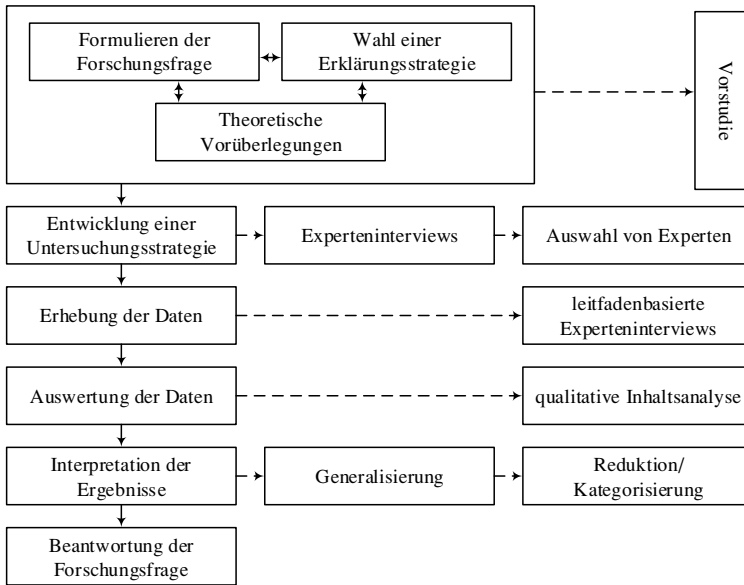 Formulieren der
Forschungsfrage
Wahl einer
Erklärungsstrategie
Theoretische
Vorüberlegungen
Vorstudie
Entwicklung einer
Untersuchungsstrategie
Experteninterviews
Auswahl von Experten
Erhebung der Daten
leitfadenbasierte
Experteninterviews
Auswertung der Daten
qualitative Inhaltsanalyse
Interpretation der
Ergebnisse
Generalisierung
Reduktion/
Kategorisierung
Beantwortung der
Forschungsfrage